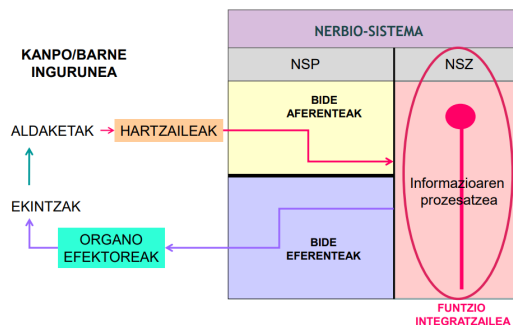 NERBIO-SISTEMA
KANPO/BARNE
INGURUNEA
NSP
NSZ
BIDE
AFERENTEAK
ALDAKETAK
HARTZAILEAK
Informazioaren
prozesatzea
EKINTZAK
ORGANO
EFEKTOREAK
BIDE
EFERENTEAK
FUNTZIO
INTEGRATZAILEA